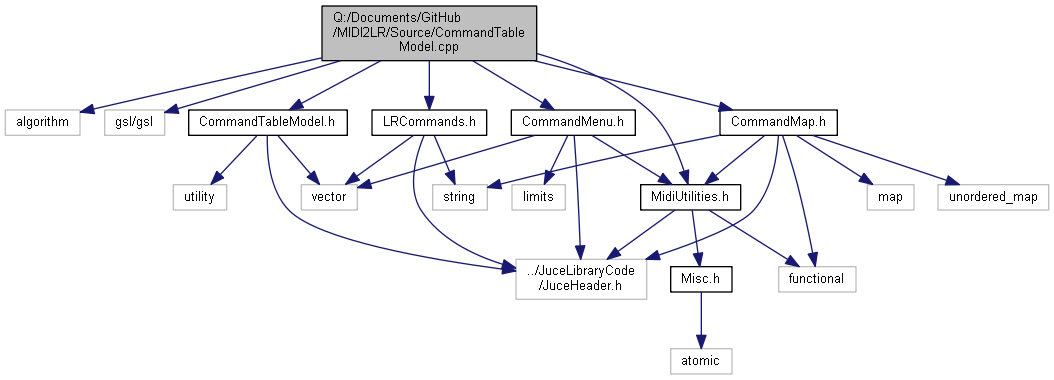 Q:/Documents/GitHub
/MIDI2LR/Source/CommandTable
Model.cpp
algorithm
gsl/gsl
CommandTableModel.h
LRCommands.h
CommandMenu.h
CommandMap.h
utility
vector
string
limits
MidiUtilities.h
map
unordered_map
../JuceLibraryCode
/JuceHeader.h
Misc.h
functional
atomic